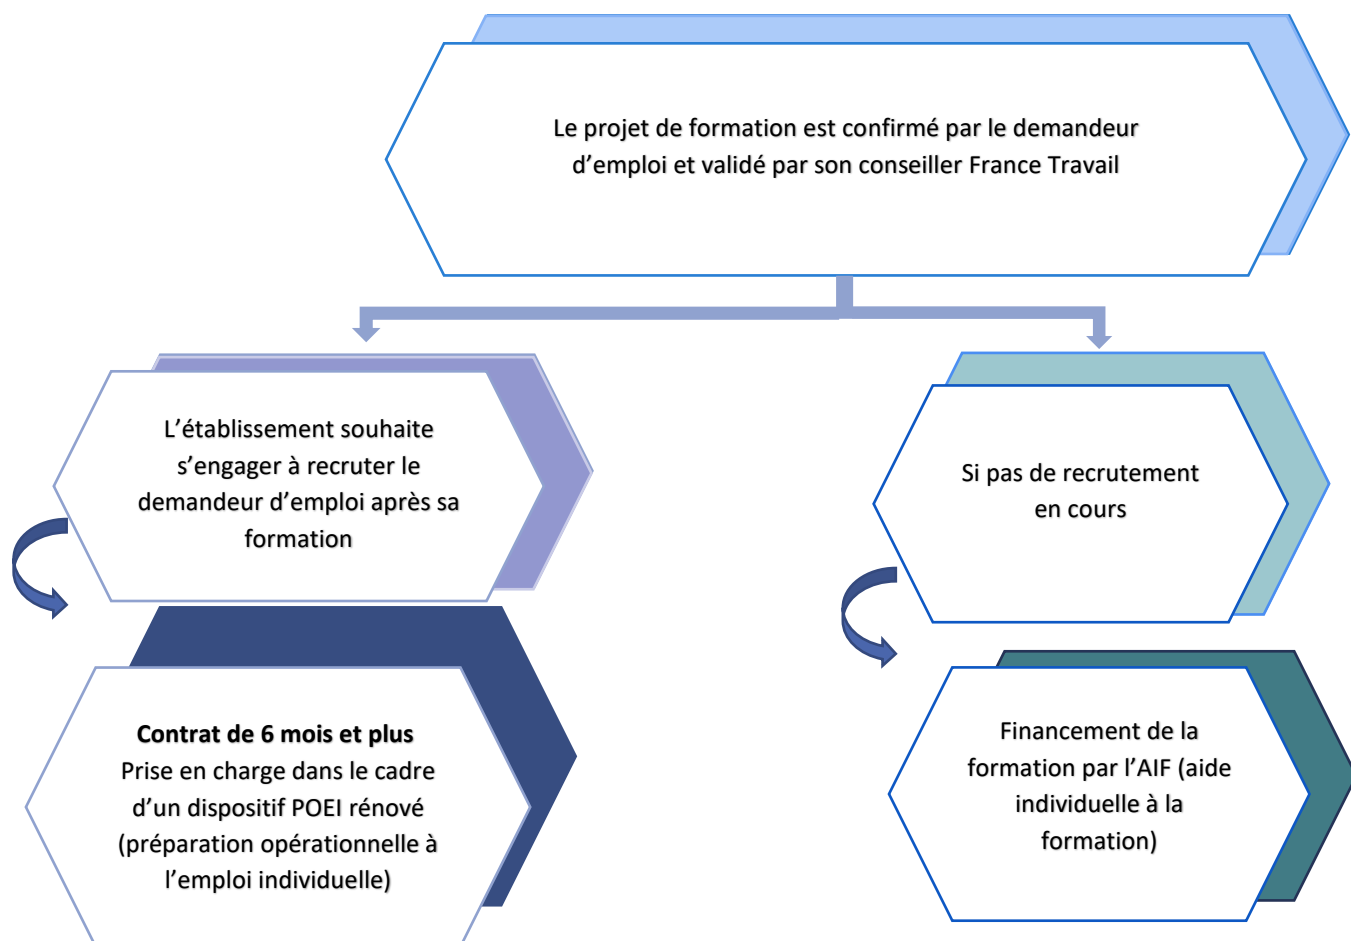 Le projet de formation est confirmé par le demandeur
d’emploi et validé par son conseiller France Travail
L’établissement souhaite
s’engager à recruter le
demandeur d’emploi après sa
formation
Si pas de recrutement
en cours
Contrat de 6 mois et plus
Prise en charge dans le cadre
d’un dispositif POEI rénové
(préparation opérationnelle à
l’emploi individuelle)
Financement de la
formation par l’AIF (aide
individuelle à la
formation)